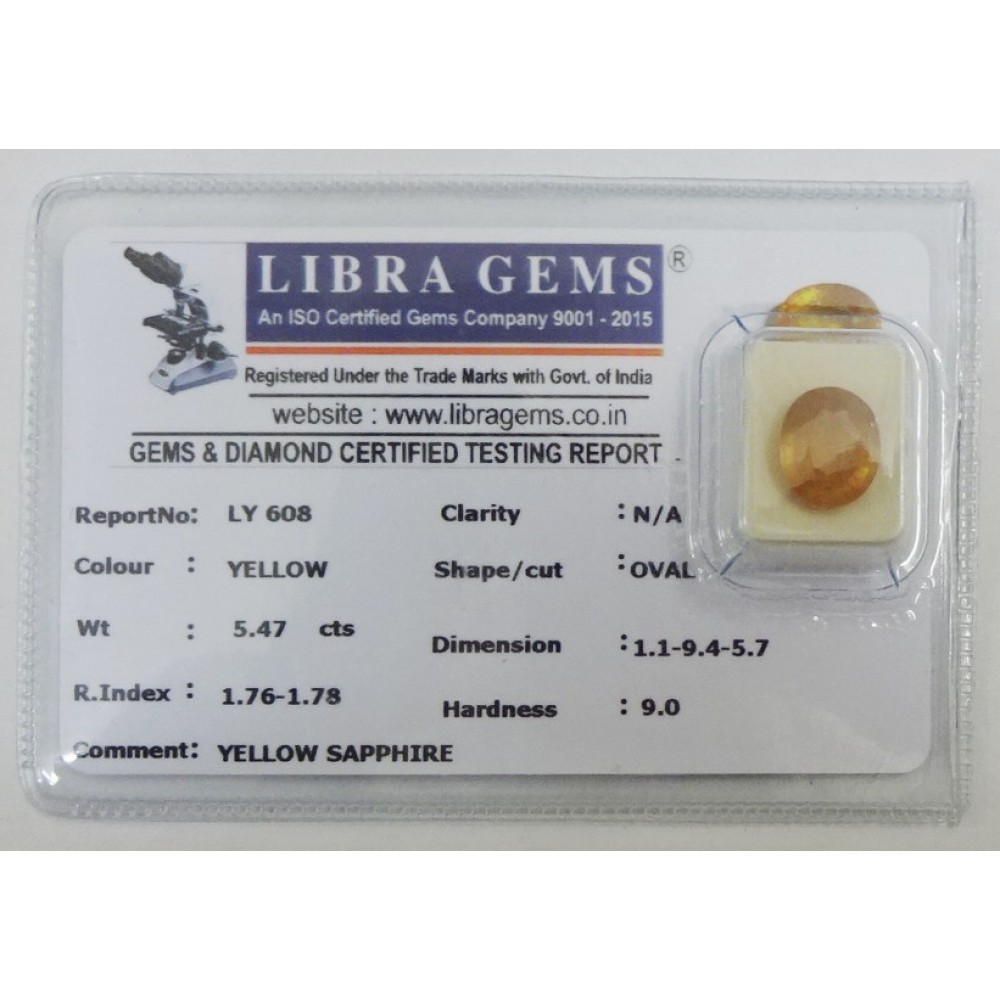 LIBRA GEMS ®
An ISO Certified Gems Company 9001 - 2015
Registered Under the Trade Marks with Govt. of India
website : www.libragems.co.in
GEMS & DIAMOND CERTIFIED TESTING REPORT
ReportNo: LY 608 Clarity : N/A
Colour : YELLOW Shape/cut : OVAL
Wt : 5.47 cts Dimension : 1.1-9.4-5.7
R.Index : 1.76-1.78 Hardness : 9.0
Comment: YELLOW SAPPHIRE